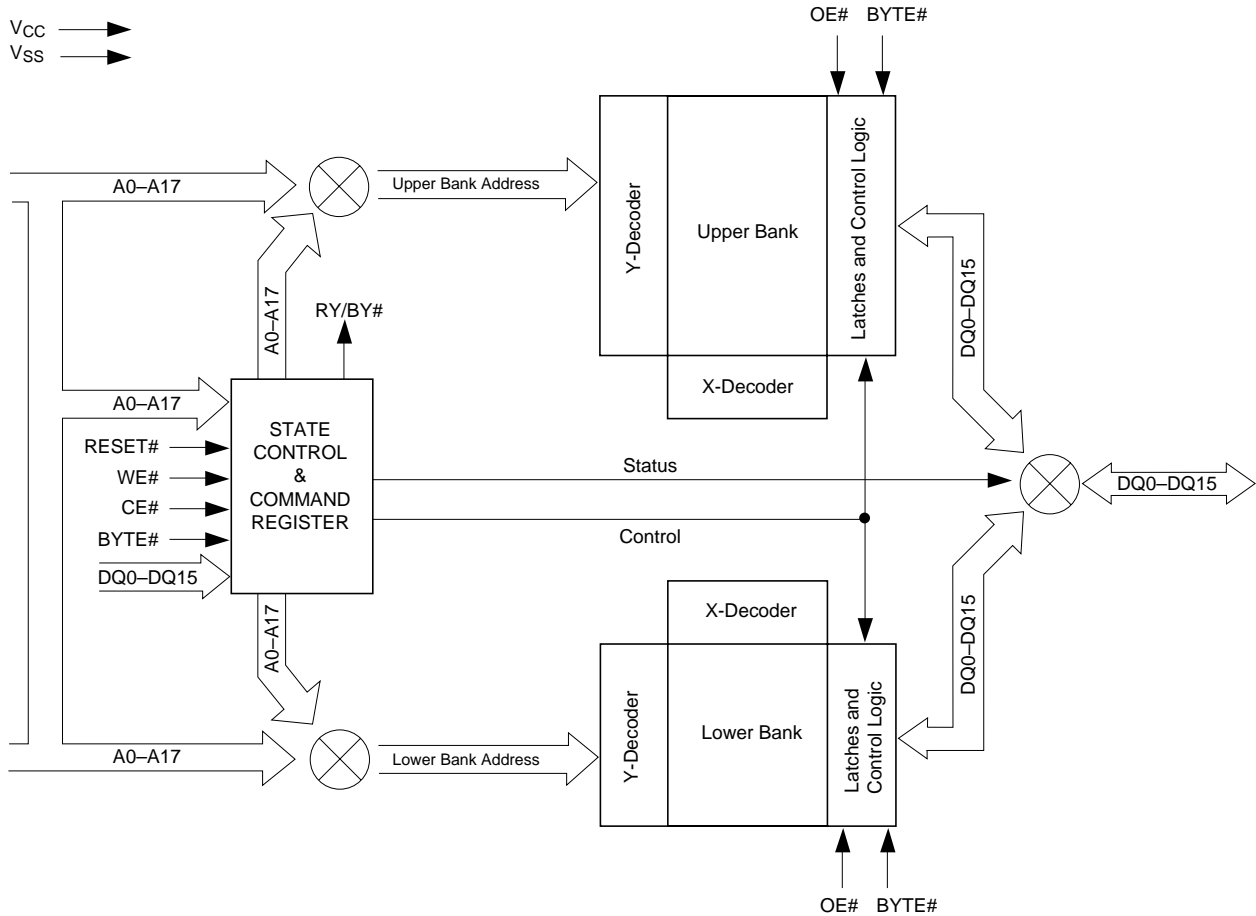 VCC
VSS
OE# BYTE#
A0–A17
Upper Bank Address
Y-Decoder
Upper Bank
Latches and Control Logic
X-Decoder
DQ0–DQ15
A0–A17
RY/BY#
A0–A17
RESET#
WE#
CE#
BYTE#
DQ0–DQ15
STATE
CONTROL
&
COMMAND
REGISTER
Status
Control
DQ0–DQ15
A0–A17
X-Decoder
Y-Decoder
Lower Bank
Latches and
Control Logic
DQ0–DQ15
A0–A17
Lower Bank Address
OE# BYTE#